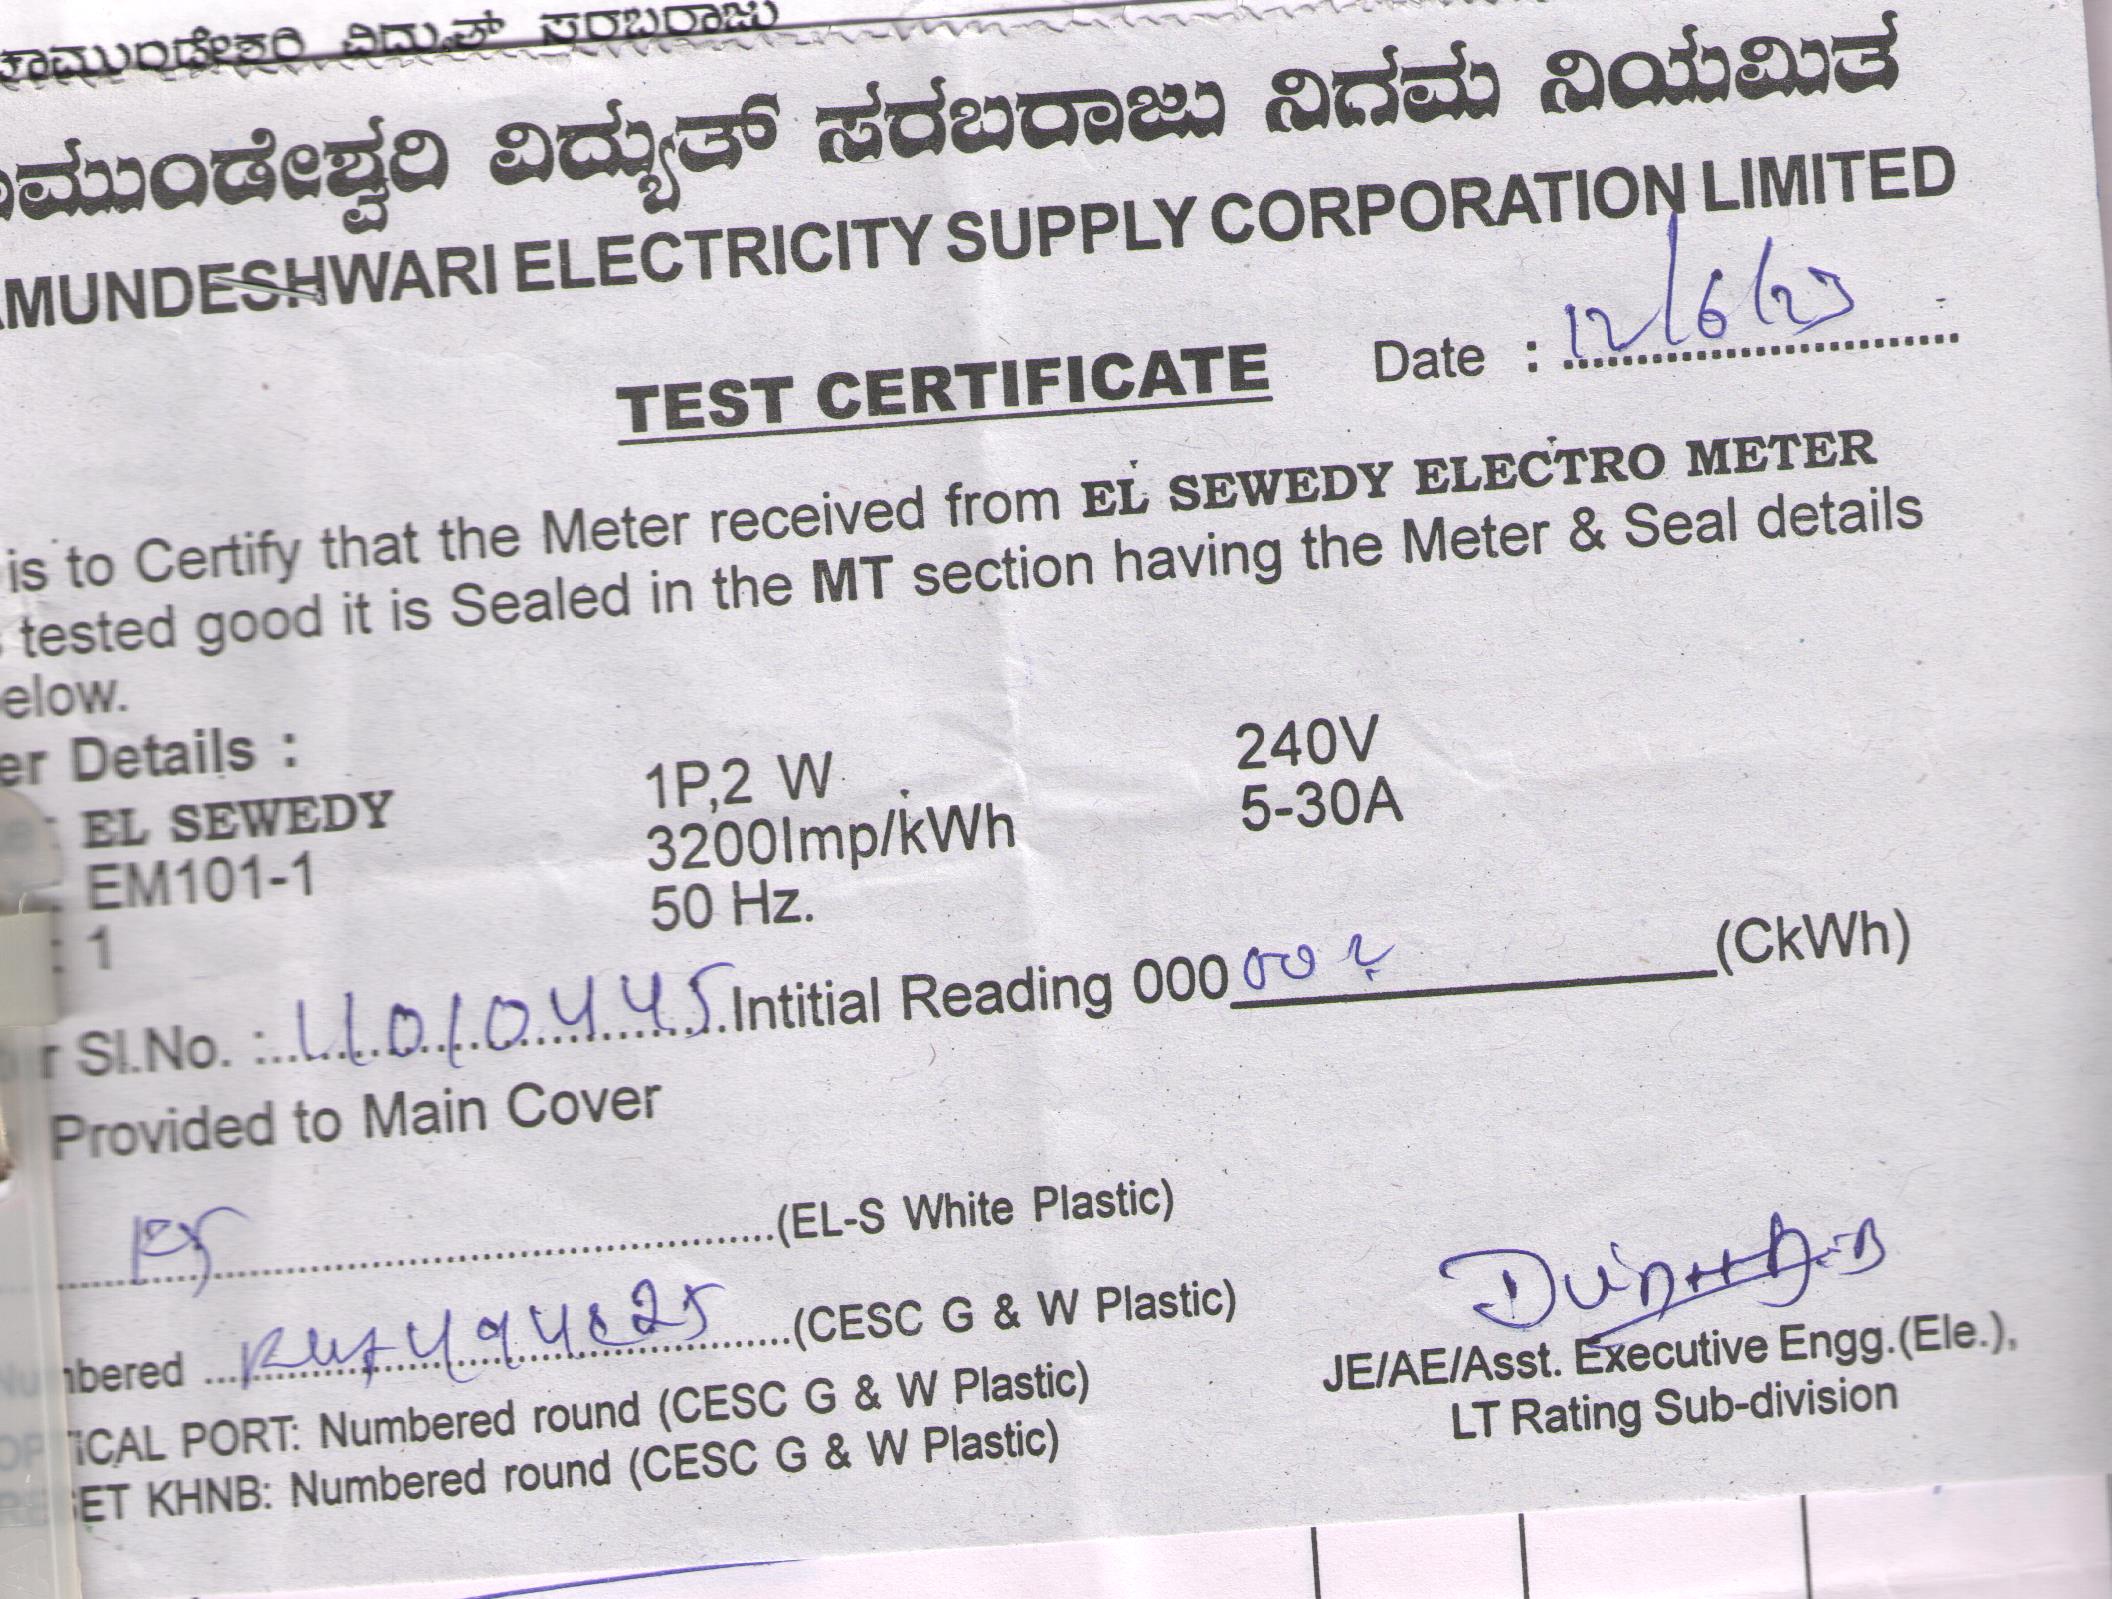 ಚಾಮುಂಡೇಶ್ವರಿ ವಿದ್ಯುತ್ ಸರಬರಾಜು
ಾಮುಂಡೇಶ್ವರಿ ವಿದ್ಯುತ್ ಸರಬರಾಜು ನಿಗಮ ನಿಯಮಿತ
AMUNDESHWARI ELECTRICITY SUPPLY CORPORATION LIMITED
TEST CERTIFICATE Date : 12/6/23
is to Certify that the Meter received from EL SEWEDY ELECTRO METER
tested good it is Sealed in the MT section having the Meter & Seal details
elow.
er Details :
EL SEWEDY 1P,2 W 240V
EM101-1 3200Imp/kWh 5-30A
: 1 50 Hz.
r Sl.No. : 11010445 Intitial Reading 000 00 2 (CkWh)
Provided to Main Cover
(EL-S White Plastic)
Numbered (CESC G & W Plastic)
OPTICAL PORT: Numbered round (CESC G & W Plastic)
RESET KHNB: Numbered round (CESC G & W Plastic)
JE/AE/Asst. Executive Engg.(Ele.),
LT Rating Sub-division